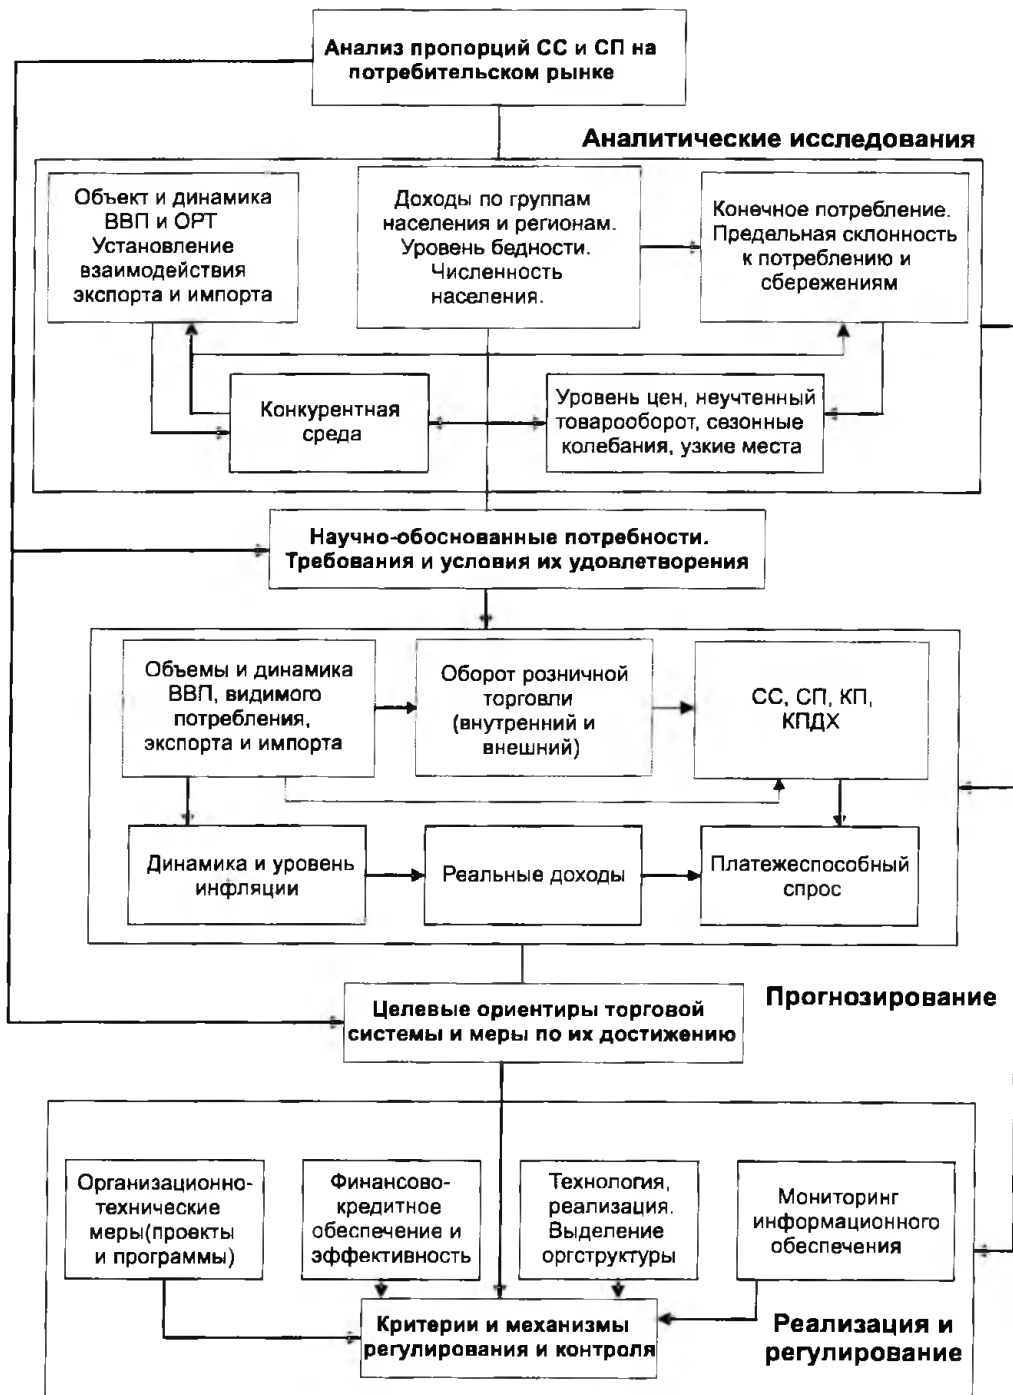 Анализ пропорций СС и СП на
потребительском рынке
Аналитические исследования
Объект и динамика
ВВП и ОРТ
Установление
взаимодействия
экспорта и импорта
Доходы по группам
населения и регионам.
Уровень бедности.
Численность
населения.
Конечное потребление.
Предельная склонность
к потреблению и
сбережениям
Конкурентная
среда
Уровень цен, неучтенный
товарооборот, сезонные
колебания, узкие места
Научно-обоснованные потребности.
Требования и условия их удовлетворения
Объемы и динамика
ВВП, видимого
потребления,
экспорта и импорта
Оборот розничной
торговли
(внутренний и
внешний)
СС, СП, КП,
КПДХ
Динамика и уровень
инфляции
Реальные доходы
Платежеспособный
спрос
Прогнозирование
Целевые ориентиры торговой
системы и меры по их достижению
Организационно-
технические
меры(проекты
и программы)
Финансово-
кредитное
обеспечение и
эффективность
Технология,
реализация.
Выделение
оргструктуры
Мониторинг
информационного
обеспечения
Критерии и механизмы
регулирования и контроля
Реализация и
регулирование